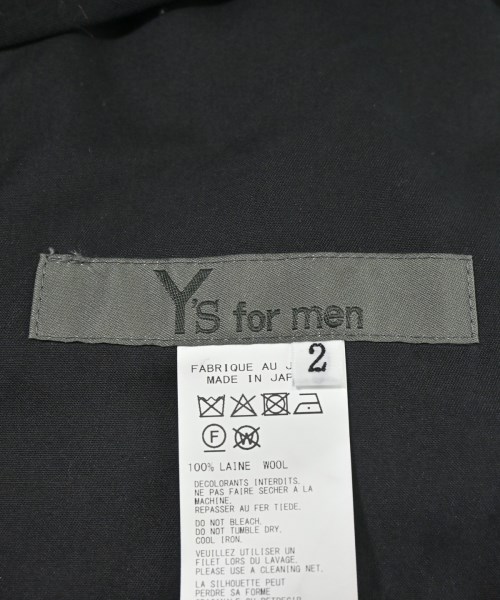 Y's for men
2
FABRIQUE AU J
MADE IN JAP
F
W
100% LAINE WOOL
DECOLORANTS INTERDITS.
NE PAS FAIRE SECHER A LA
MACHINE.
REPASSER AU FER TIEDE.
DO NOT BLEACH.
DO NOT TUMBLE DRY.
COOL IRON.
VEUILLEZ UTILISER UN
FILET LORS DU LAVAGE.
PLEASE USE A CLEANING NET.
LA SILHOUETTE PEUT
PERDRE SA FORME